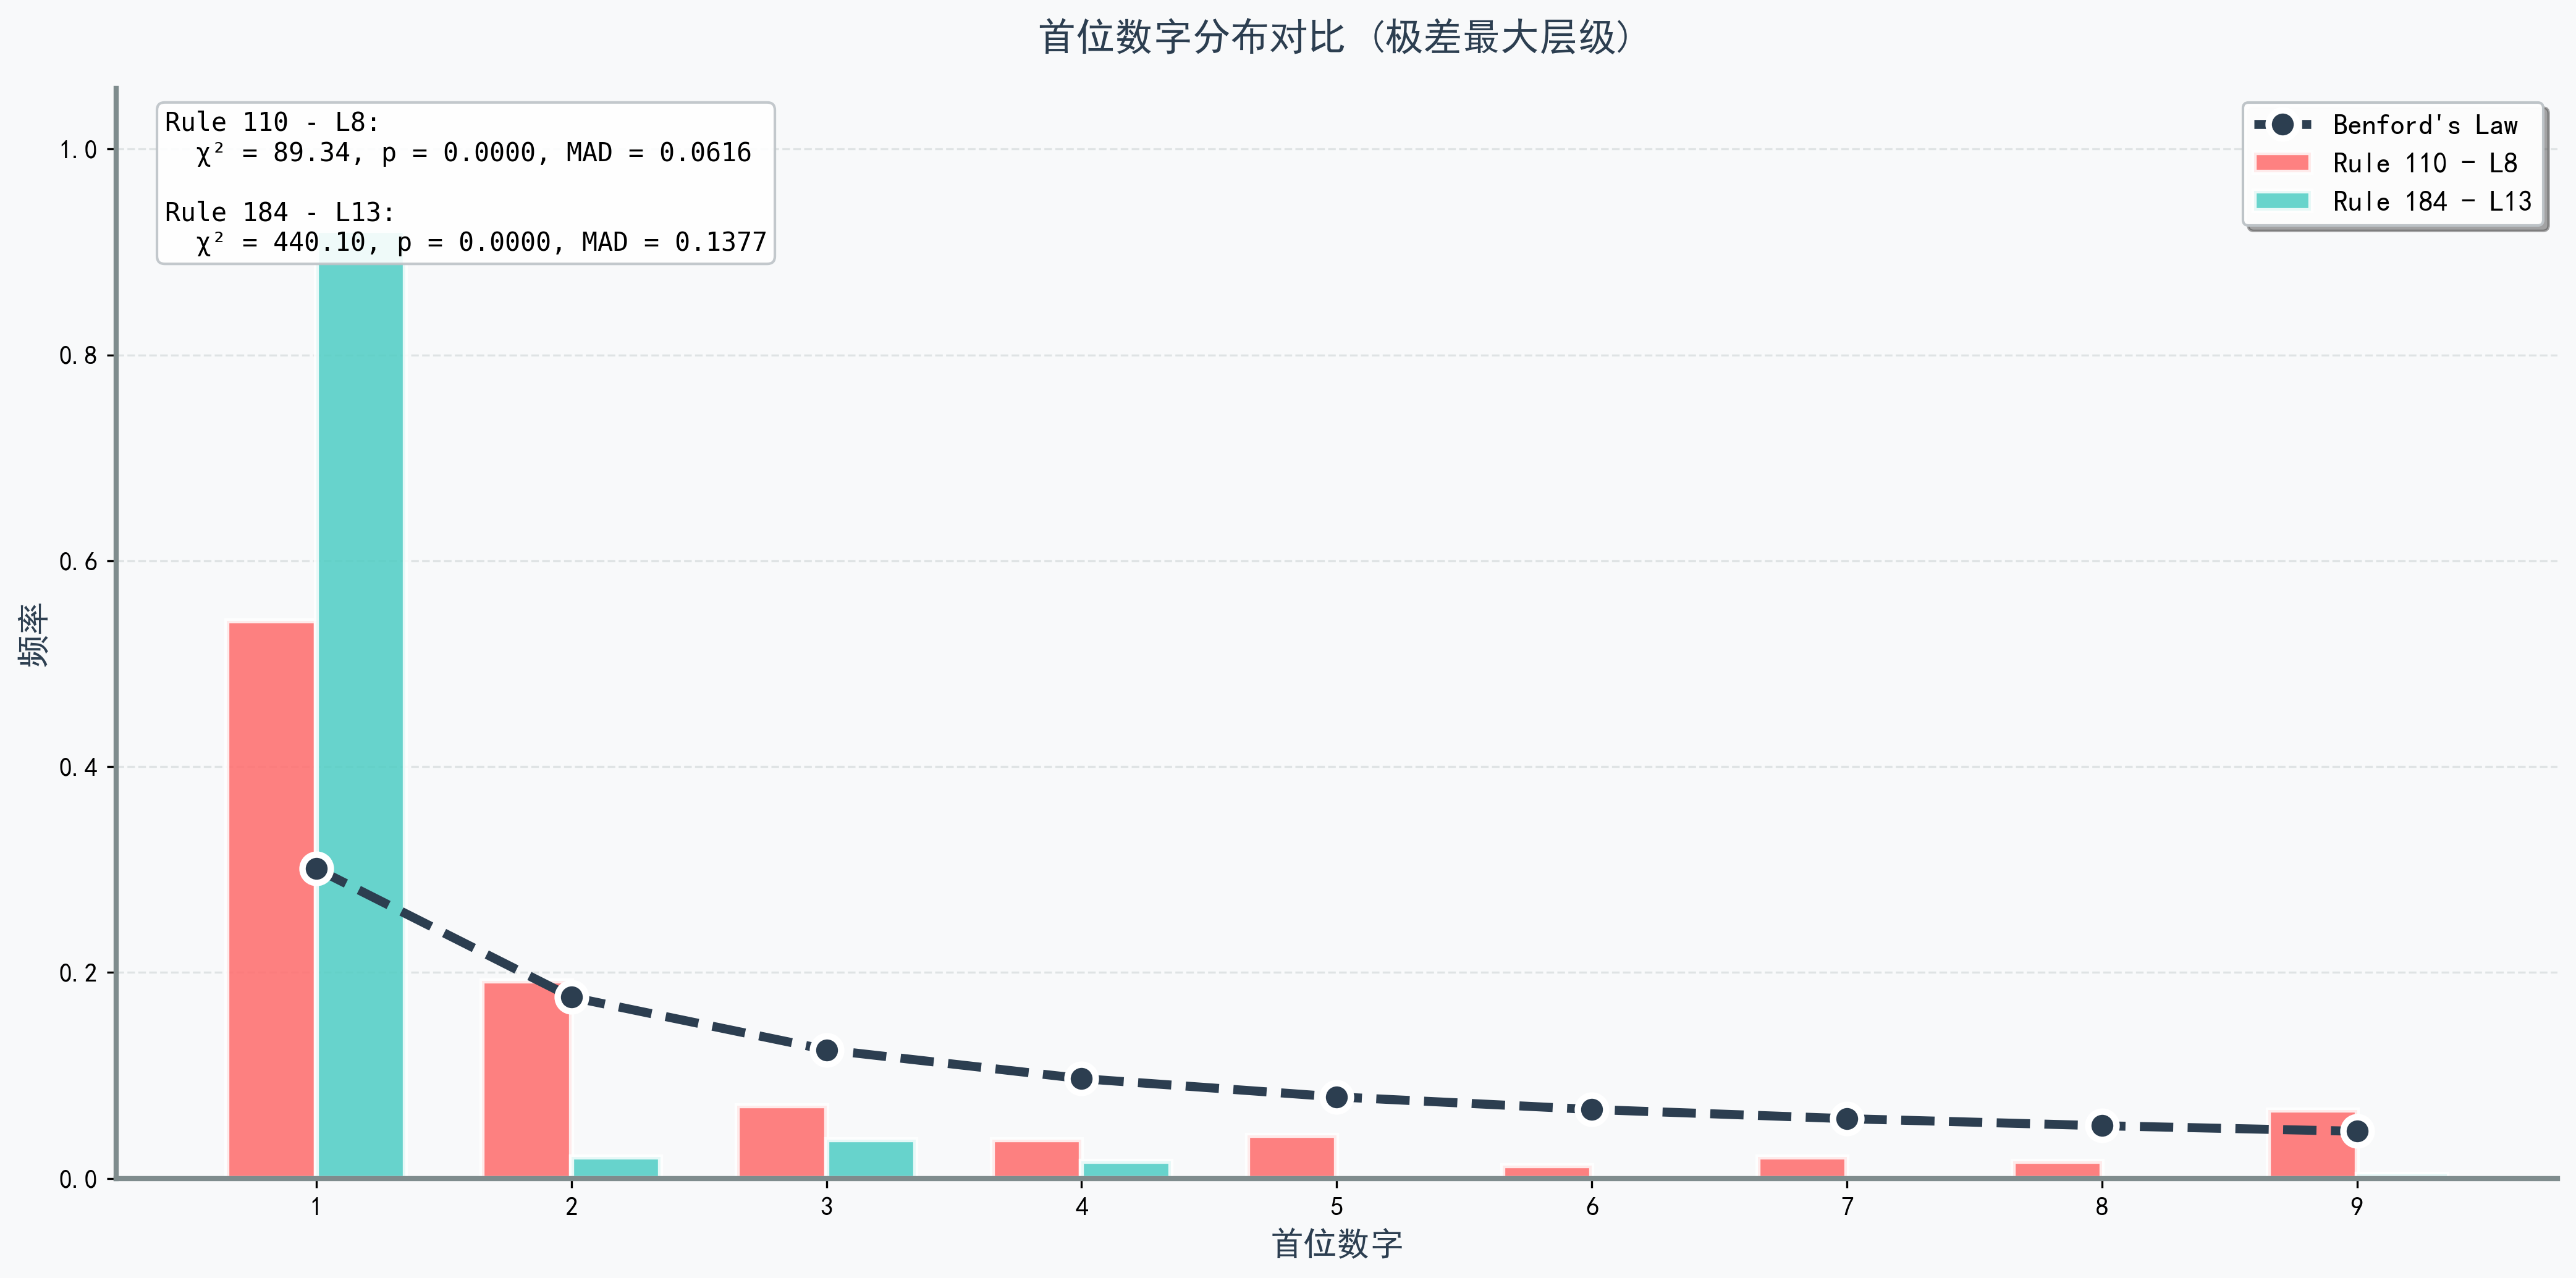 首位数字分布对比 (极差最大层级)
Rule 110 - L8:
χ² = 89.34, p = 0.0000, MAD = 0.0616
Rule 184 - L13:
χ² = 440.10, p = 0.0000, MAD = 0.1377
Benford's Law
Rule 110 - L8
Rule 184 - L13
1.0
0.8
0.6
0.4
0.2
0.0
频率
1 2 3 4 5 6 7 8 9
首位数字